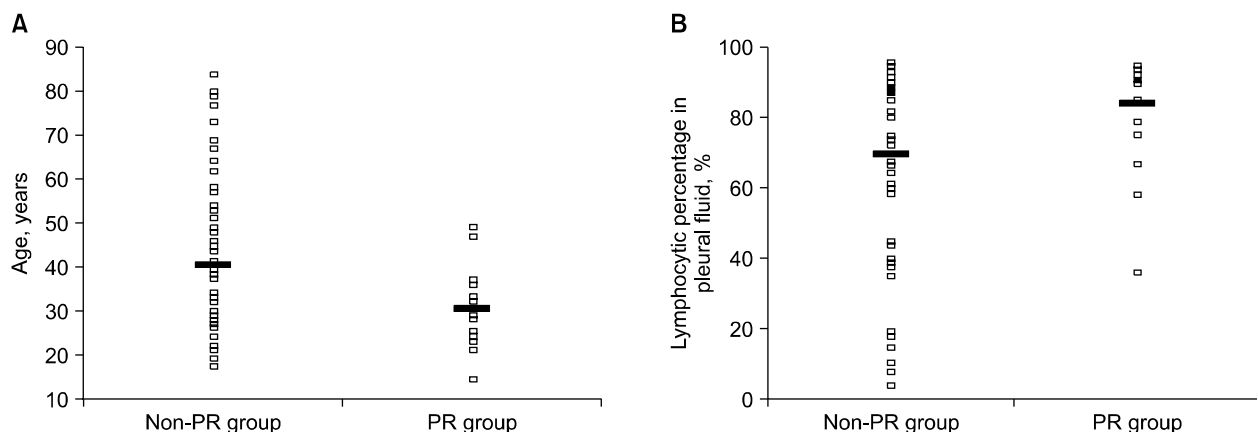 A
90
80
70
60
50
40
30
20
10
Age, years
Non-PR group
PR group
B
100
80
60
40
20
0
Lymphocytic percentage in
pleural fluid, %
Non-PR group
PR group